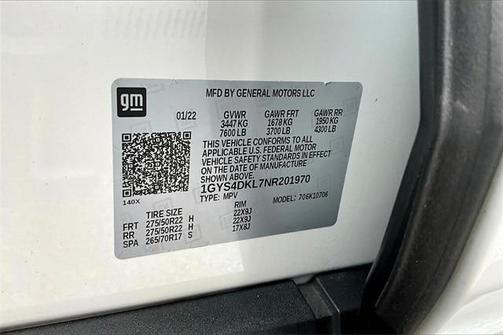 gm
MFD BY GENERAL MOTORS LLC
01/22 GVWR GAWR FRT GAWR RR
3447 KG 1678 KG 1950 KG
7600 LB 3700 LB 4300 LB
THIS VEHICLE CONFORMS TO ALL
APPLICABLE U.S. FEDERAL MOTOR
VEHICLE SAFETY STANDARDS IN EFFECT ON THE
DATE OF MANUFACTURE
SHOWN ABOVE.
1GYS4DKL7NR201970
140X TYPE: MPV MODEL: 706K10706
TIRE SIZE RIM
FRT 275/50R22 H 22X9J
RR 275/50R22 H 22X9J
SPA 265/70R17 S 17X8J